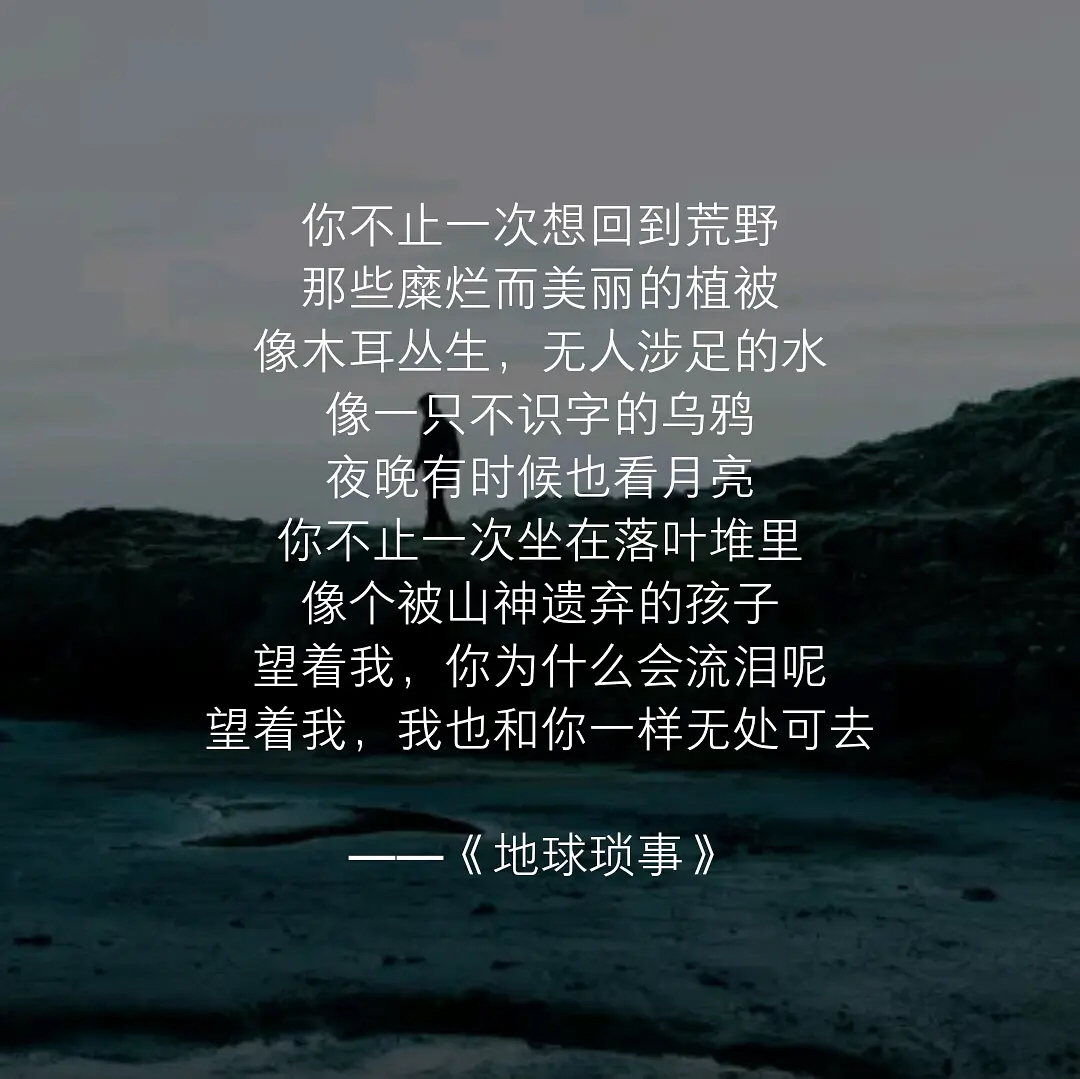 你不止一次想回到荒野
那些糜烂而美丽的植被
像木耳丛生，无人涉足的水
像一只不识字的乌鸦
夜晚有时候也看月亮
你不止一次坐在落叶堆里
像个被山神遗弃的孩子
望着我，你为什么会流泪呢
望着我，我也和你一样无处可去
——《地球琐事》